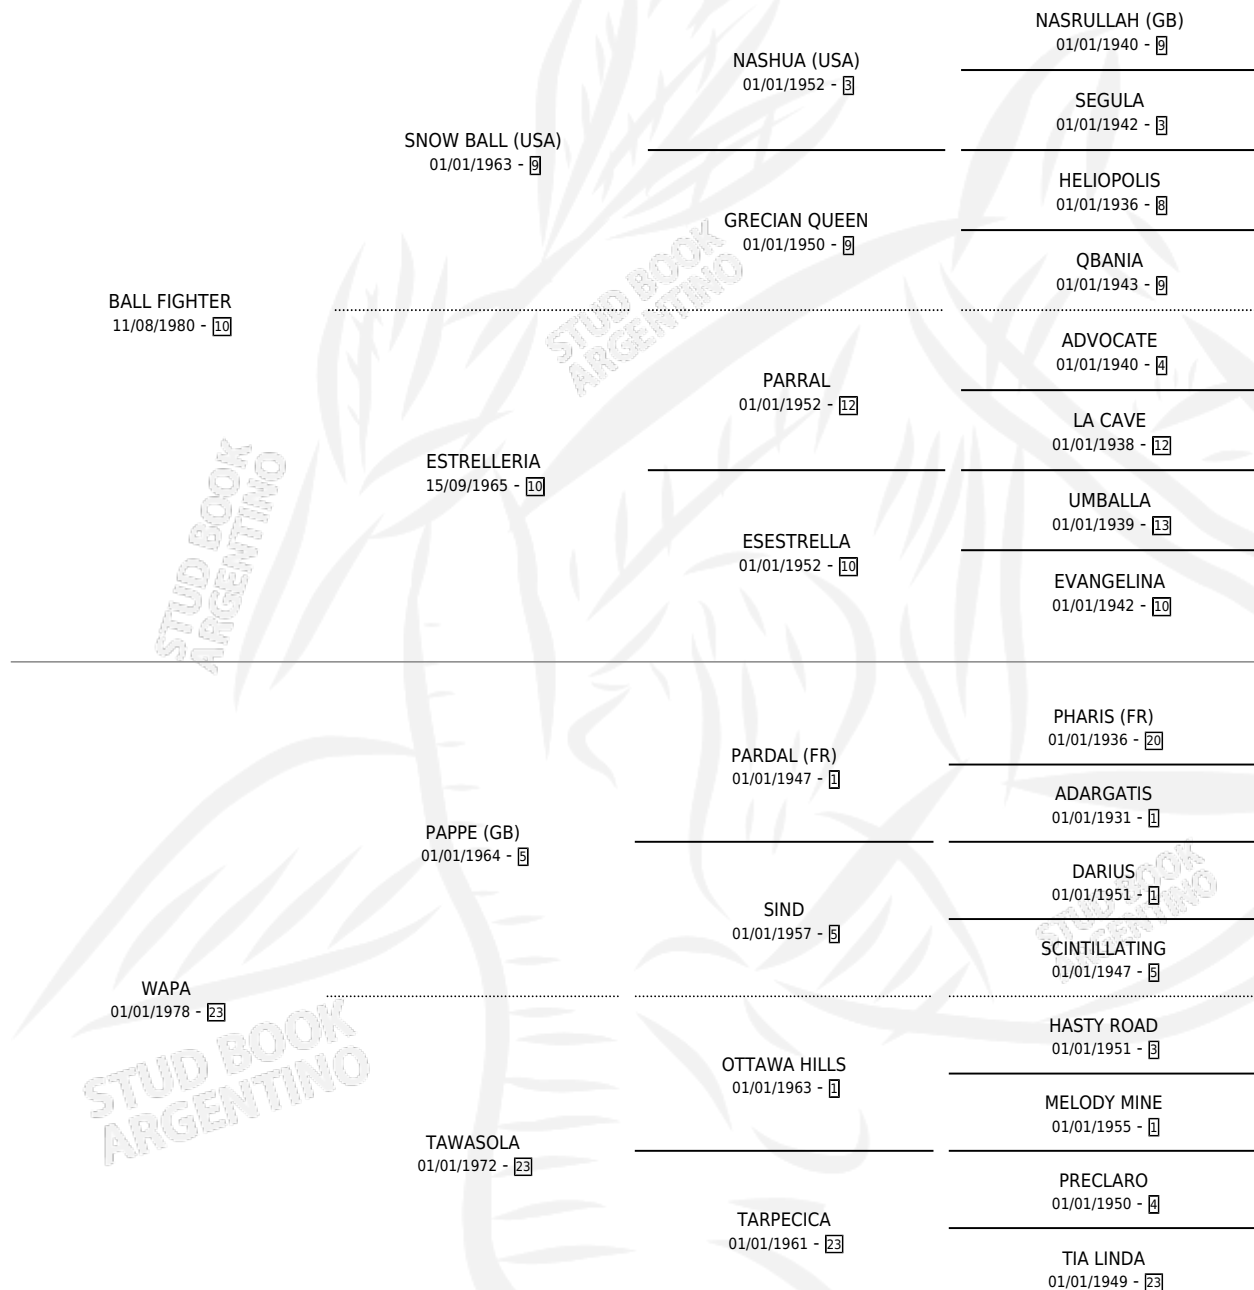 NASRULLAH (GB)
01/01/1940 - 9
NASHUA (USA)
01/01/1952 - 3
SEGULA
01/01/1942 - 3
SNOW BALL (USA)
01/01/1963 - 9
HELIOPOLIS
01/01/1936 - 8
GRECIAN QUEEN
01/01/1950 - 9
QBANIA
01/01/1943 - 9
BALL FIGHTER
11/08/1980 - 10
ADVOCATE
01/01/1940 - 4
PARRAL
01/01/1952 - 12
LA CAVE
01/01/1938 - 12
ESTRELLERIA
15/09/1965 - 10
UMBALLA
01/01/1939 - 13
ESESTRELLA
01/01/1952 - 10
EVANGELINA
01/01/1942 - 10
PHARIS (FR)
01/01/1936 - 20
PARDAL (FR)
01/01/1947 - 1
ADARGATIS
01/01/1931 - 1
PAPPE (GB)
01/01/1964 - 5
DARIUS
01/01/1951 - 1
SIND
01/01/1957 - 5
SCINTILLATING
01/01/1947 - 5
WAPA
01/01/1978 - 23
HASTY ROAD
01/01/1951 - 3
OTTAWA HILLS
01/01/1963 - 1
MELODY MINE
01/01/1955 - 1
TAWASOLA
01/01/1972 - 23
PRECLARO
01/01/1950 - 4
TARPECICA
01/01/1961 - 23
TIA LINDA
01/01/1949 - 23
STUD BOOK
ARGENTINO
STUD BOOK
ARGENTINO
STUD BOOK
ARGENTINO
STUD BOOK
ARGENTINO